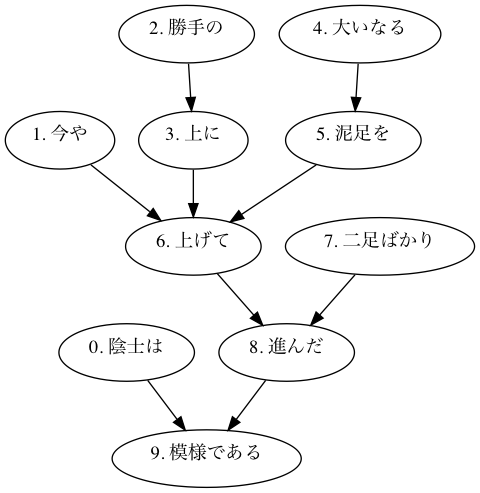 2. 勝手の
4. 大いなる
1. 今や
3. 上に
5. 泥足を
6. 上げて
7. 二足ばかり
0. 陰士は
8. 進んだ
9. 模様である